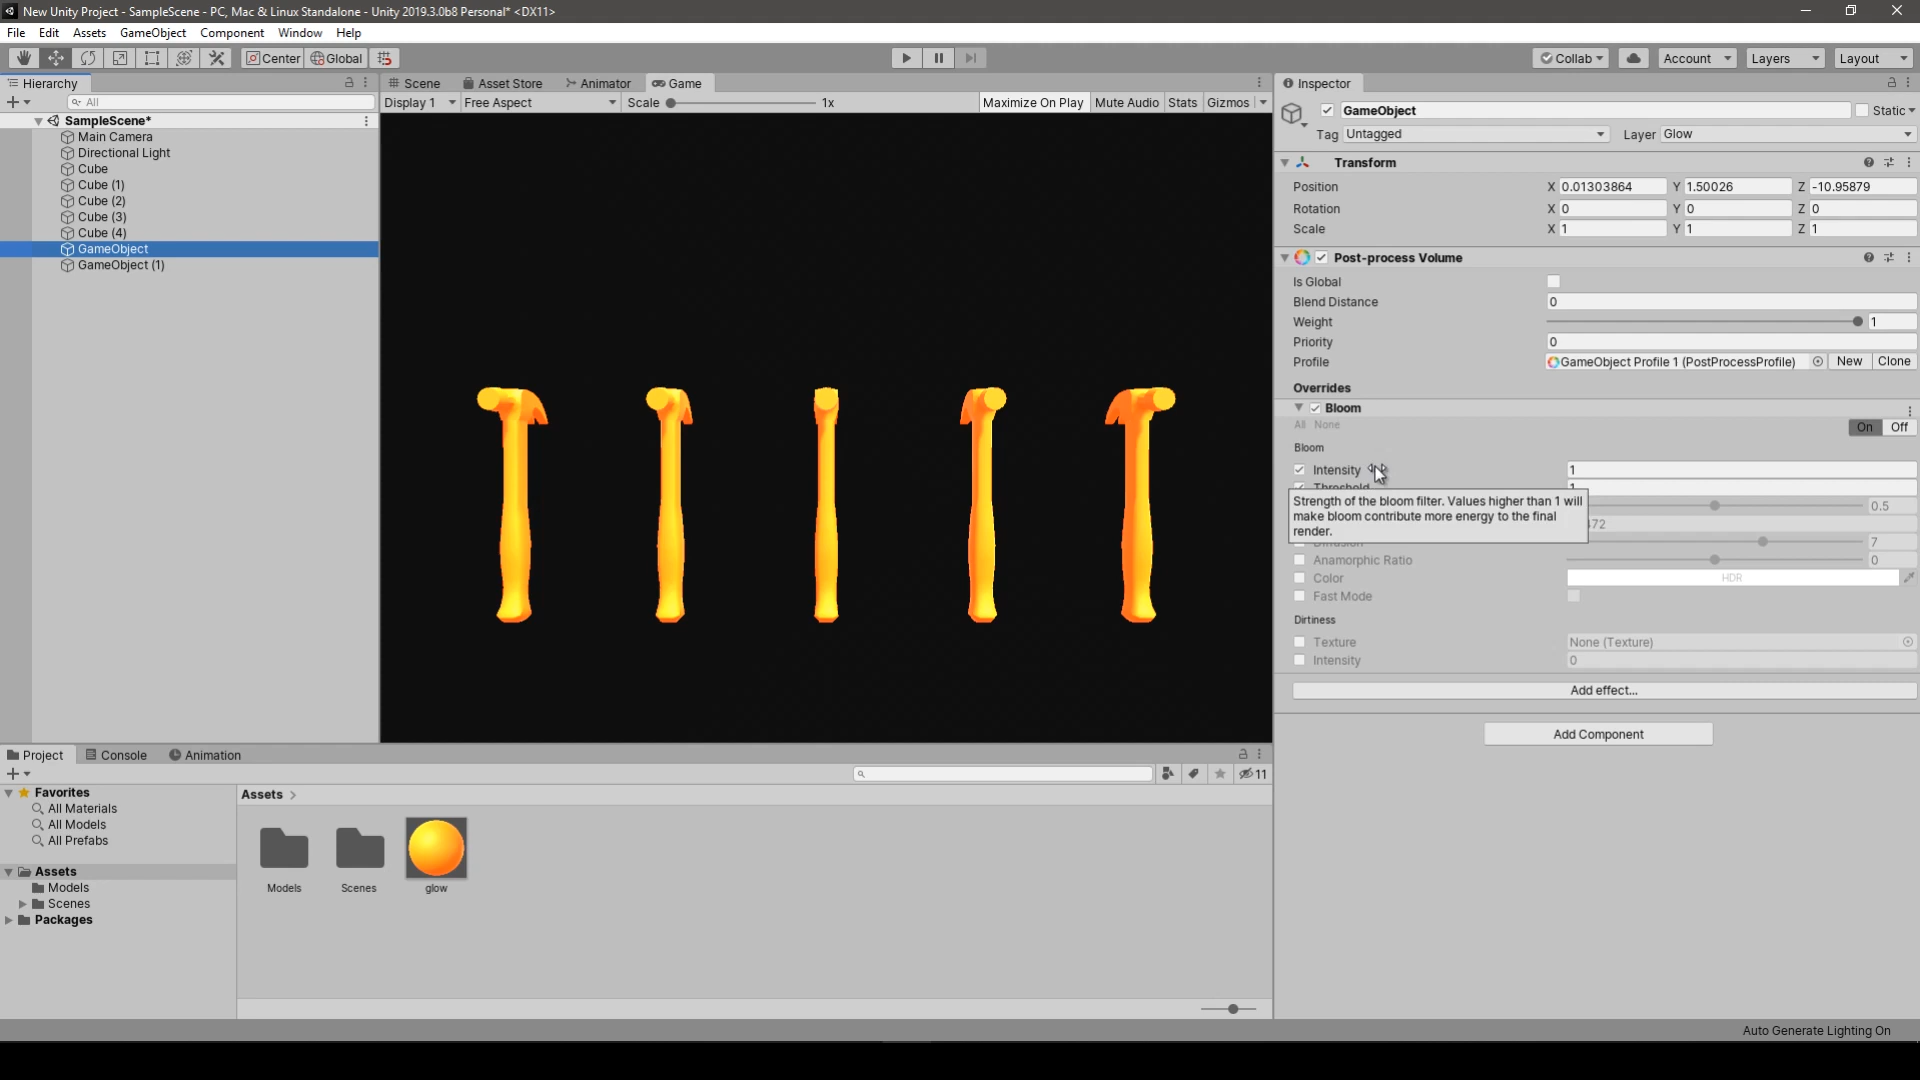 New Unity Project - SampleScene - PC, Mac & Linux Standalone - Unity 2019.3.0b8 Personal* <DX11>
File Edit Assets GameObject Component Window Help
Center Global Collab Account Layers Layout
Hierarchy
All
SampleScene*
Main Camera
Directional Light
Cube
Cube (1)
Cube (2)
Cube (3)
Cube (4)
GameObject
GameObject (1)
Scene Asset Store Animator Game
Display 1 Free Aspect Scale 1x Maximize On Play Mute Audio Stats Gizmos
Inspector
GameObject Static
Tag Untagged Layer Glow
Transform
Position X 0.01303864 Y 1.50026 Z -10.95879
Rotation X 0 Y 0 Z 0
Scale X 1 Y 1 Z 1
Post-process Volume
Is Global
Blend Distance 0
Weight 1
Priority 0
Profile GameObject Profile 1 (PostProcessProfile) New Clone
Overrides
Bloom
All None On Off
Bloom
Intensity 1
Strength of the bloom filter. Values higher than 1 will
make bloom contribute more energy to the final
render.
0.5
7
Anamorphic Ratio 0
Color HDR
Fast Mode
Dirtiness
Texture None (Texture)
Intensity 0
Add effect...
Add Component
Project Console Animation
11
Favorites
All Materials
All Models
All Prefabs
Assets
Models
Scenes
Packages
Assets
Models Scenes glow
Auto Generate Lighting On